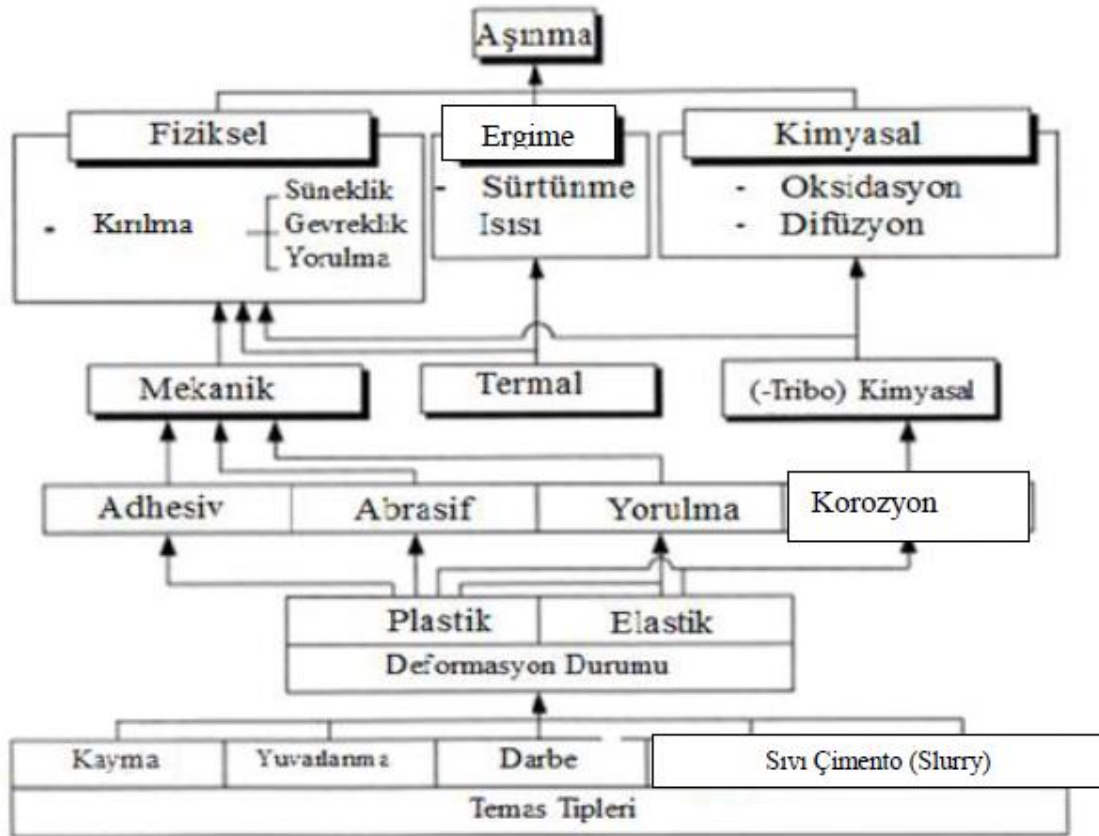 Aşınma
Fiziksel
Ergime
Kimyasal
- Kırılma
Süneklik
Gevreklik
Yorulma
- Sürtünme
Isısı
- Oksidasyon
- Difüzyon
Mekanik
Termal
(-Tribo) Kimyasal
Adhesiv
Abrasif
Yorulma
Korozyon
Plastik
Elastik
Deformasyon Durumu
Kayma
Yuvarlanma
Darbe
Sıvı Çimento (Slurry)
Temas Tipleri